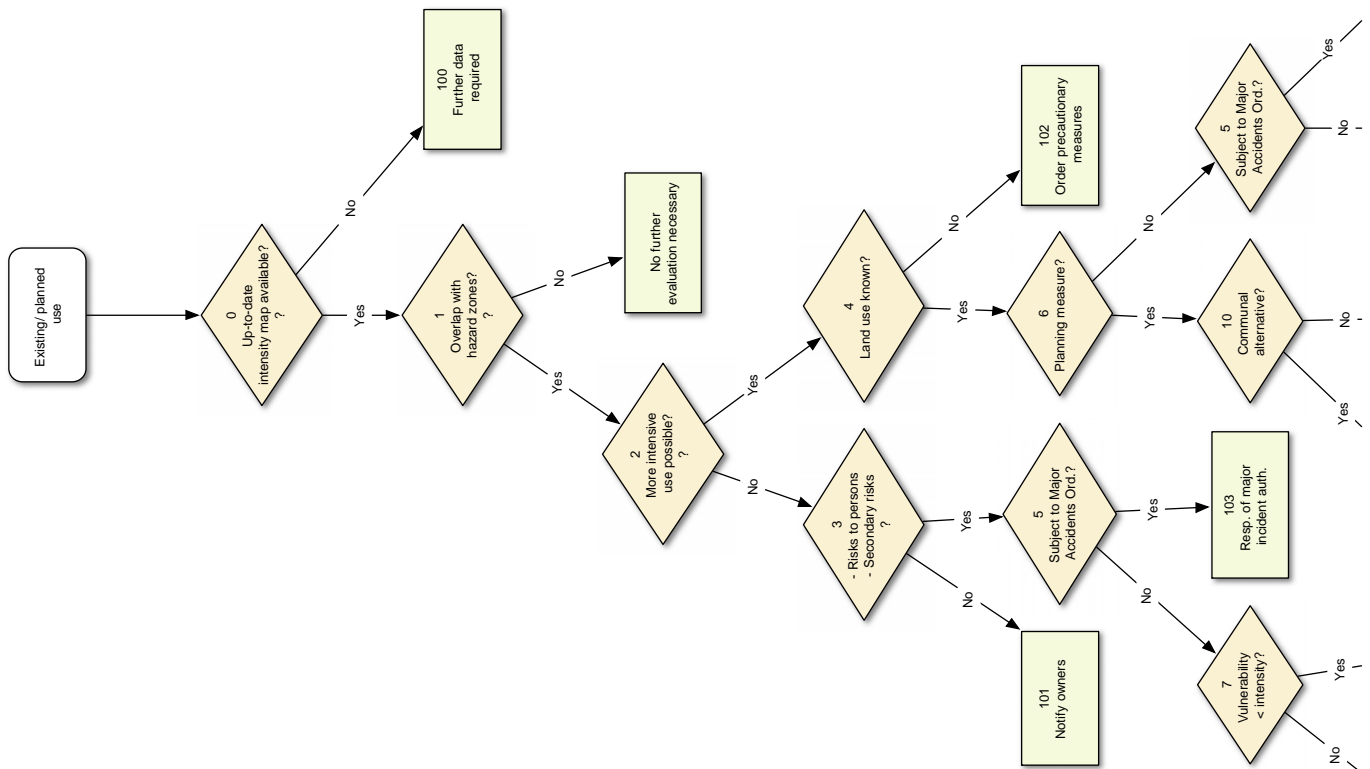 Existing/ planned
use
0
Up-to-date
intensity map available?
?
No
100
Further data
required
Yes
1
Overlap with
hazard zones?
?
No
No further
evaluation necessary
Yes
2
More intensive
use possible?
?
Yes
4
Land use known?
No
102
Order precautionary
measures
Yes
6
Planning measure?
No
5
Subject to Major
Accidents Ord.?
Yes
No
Yes
10
Communal
alternative?
No
Yes
No
3
- Risks to persons
- Secondary risks
?
Yes
5
Subject to Major
Accidents Ord.?
Yes
103
Resp. of major
incident auth.
No
7
Vulnerability
< intensity?
Yes
No
No
101
Notify owners